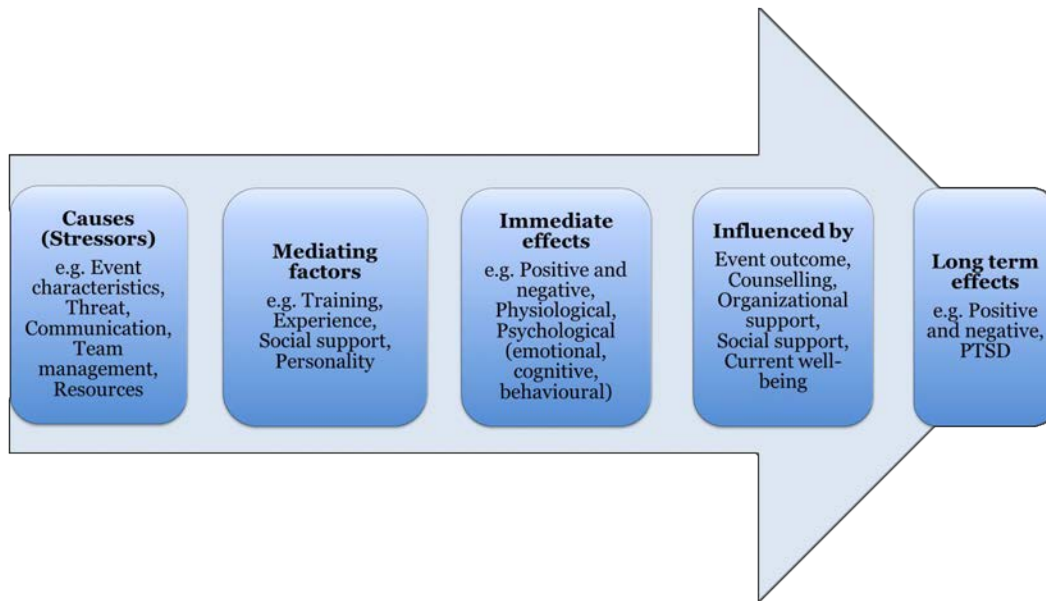 Causes
(Stressors)
e.g. Event
characteristics,
Threat,
Communication,
Team
management,
Resources
Mediating
factors
e.g. Training,
Experience,
Social support,
Personality
Immediate
effects
e.g. Positive and
negative,
Physiological,
Psychological
(emotional,
cognitive,
behavioural)
Influenced by
Event outcome,
Counselling,
Organizational
support,
Social support,
Current well-
being
Long term
effects
e.g. Positive
and negative,
PTSD